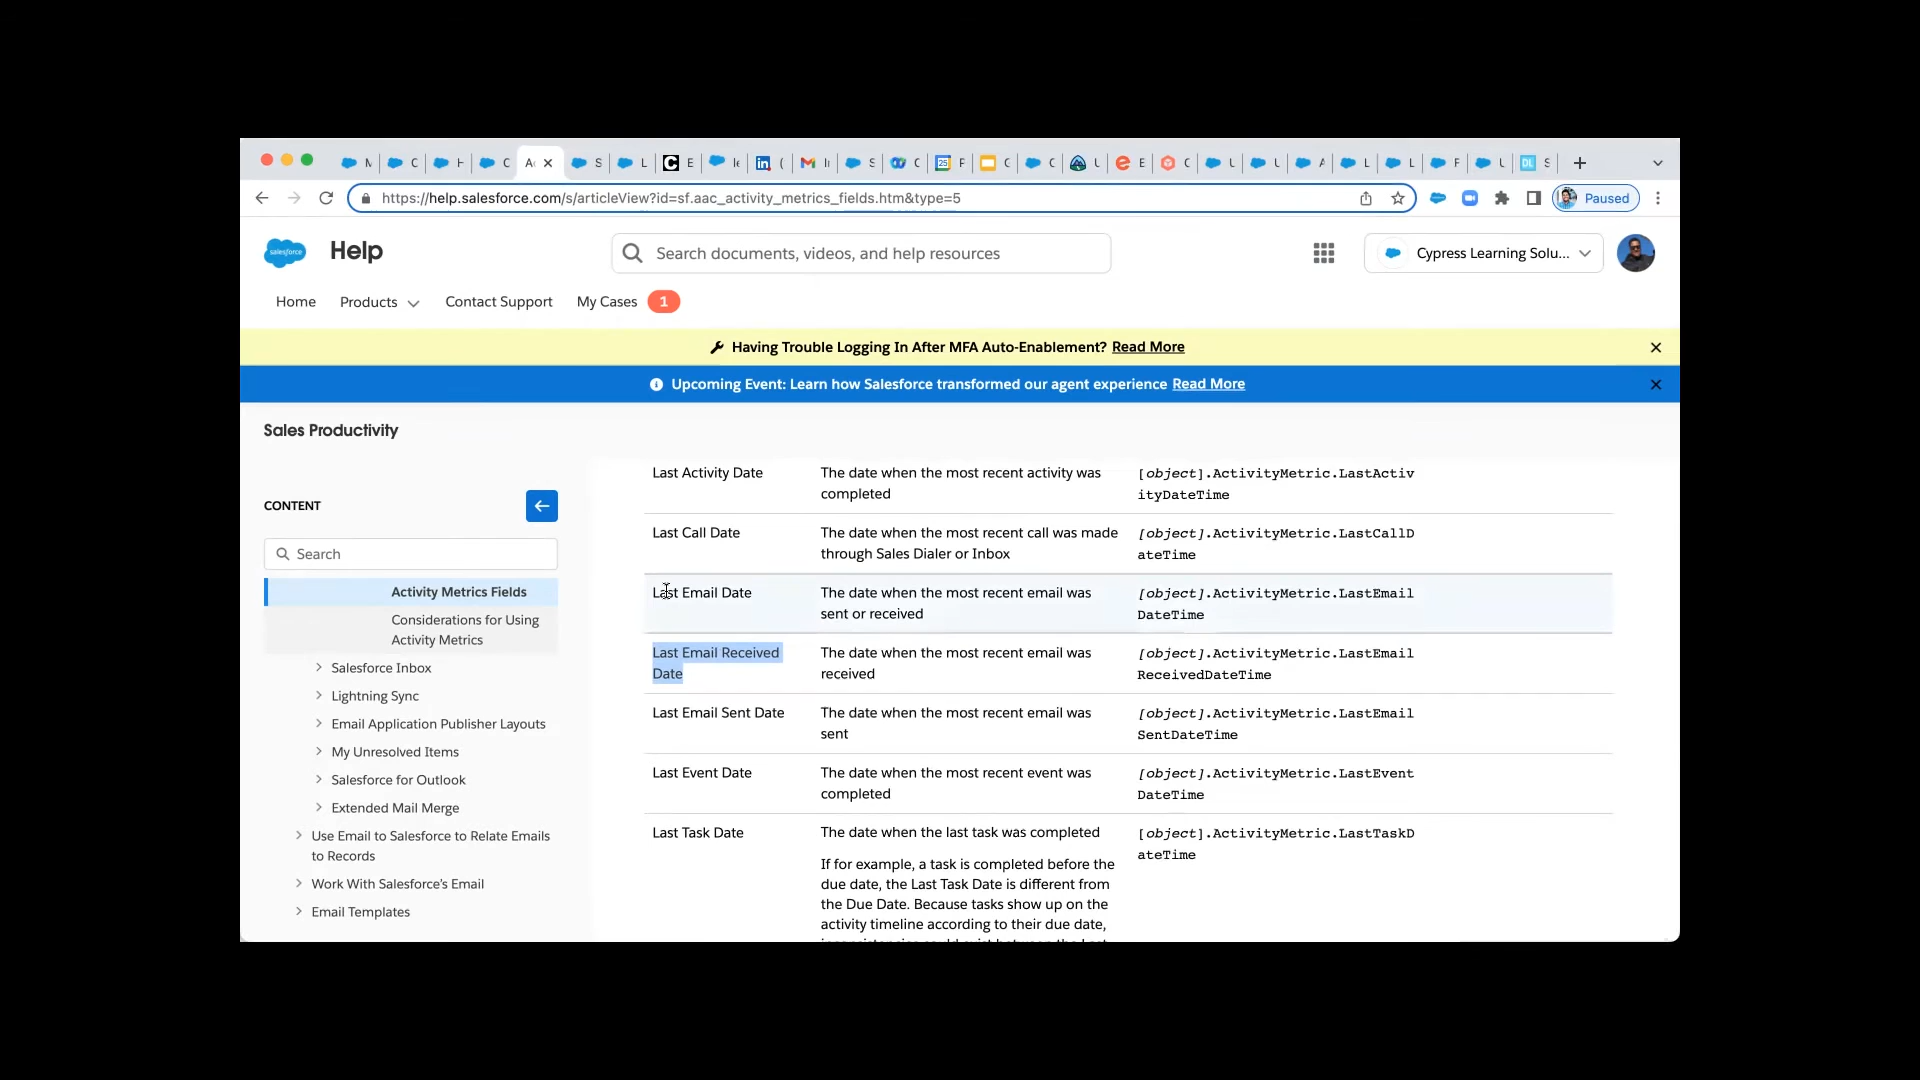 https://help.salesforce.com/s/articleView?id=sf.aac_activity_metrics_fields.htm&type=5
Paused
salesforce
Help
Search documents, videos, and help resources
Cypress Learning Solu...
Home
Products
Contact Support
My Cases
1
Having Trouble Logging In After MFA Auto-Enablement? Read More
Upcoming Event: Learn how Salesforce transformed our agent experience Read More
Sales Productivity
CONTENT
Search
Activity Metrics Fields
Considerations for Using
Activity Metrics
Salesforce Inbox
Lightning Sync
Email Application Publisher Layouts
My Unresolved Items
Salesforce for Outlook
Extended Mail Merge
Use Email to Salesforce to Relate Emails
to Records
Work With Salesforce's Email
Email Templates
Last Activity Date
The date when the most recent activity was
completed
[object].ActivityMetric.LastActiv
ityDateTime
Last Call Date
The date when the most recent call was made
through Sales Dialer or Inbox
[object].ActivityMetric.LastCallD
ateTime
Last Email Date
The date when the most recent email was
sent or received
[object].ActivityMetric.LastEmail
DateTime
Last Email Received
Date
The date when the most recent email was
received
[object].ActivityMetric.LastEmail
ReceivedDateTime
Last Email Sent Date
The date when the most recent email was
sent
[object].ActivityMetric.LastEmail
SentDateTime
Last Event Date
The date when the most recent event was
completed
[object].ActivityMetric.LastEvent
DateTime
Last Task Date
The date when the last task was completed
If for example, a task is completed before the
due date, the Last Task Date is different from
the Due Date. Because tasks show up on the
activity timeline according to their due date,
[object].ActivityMetric.LastTaskD
ateTime